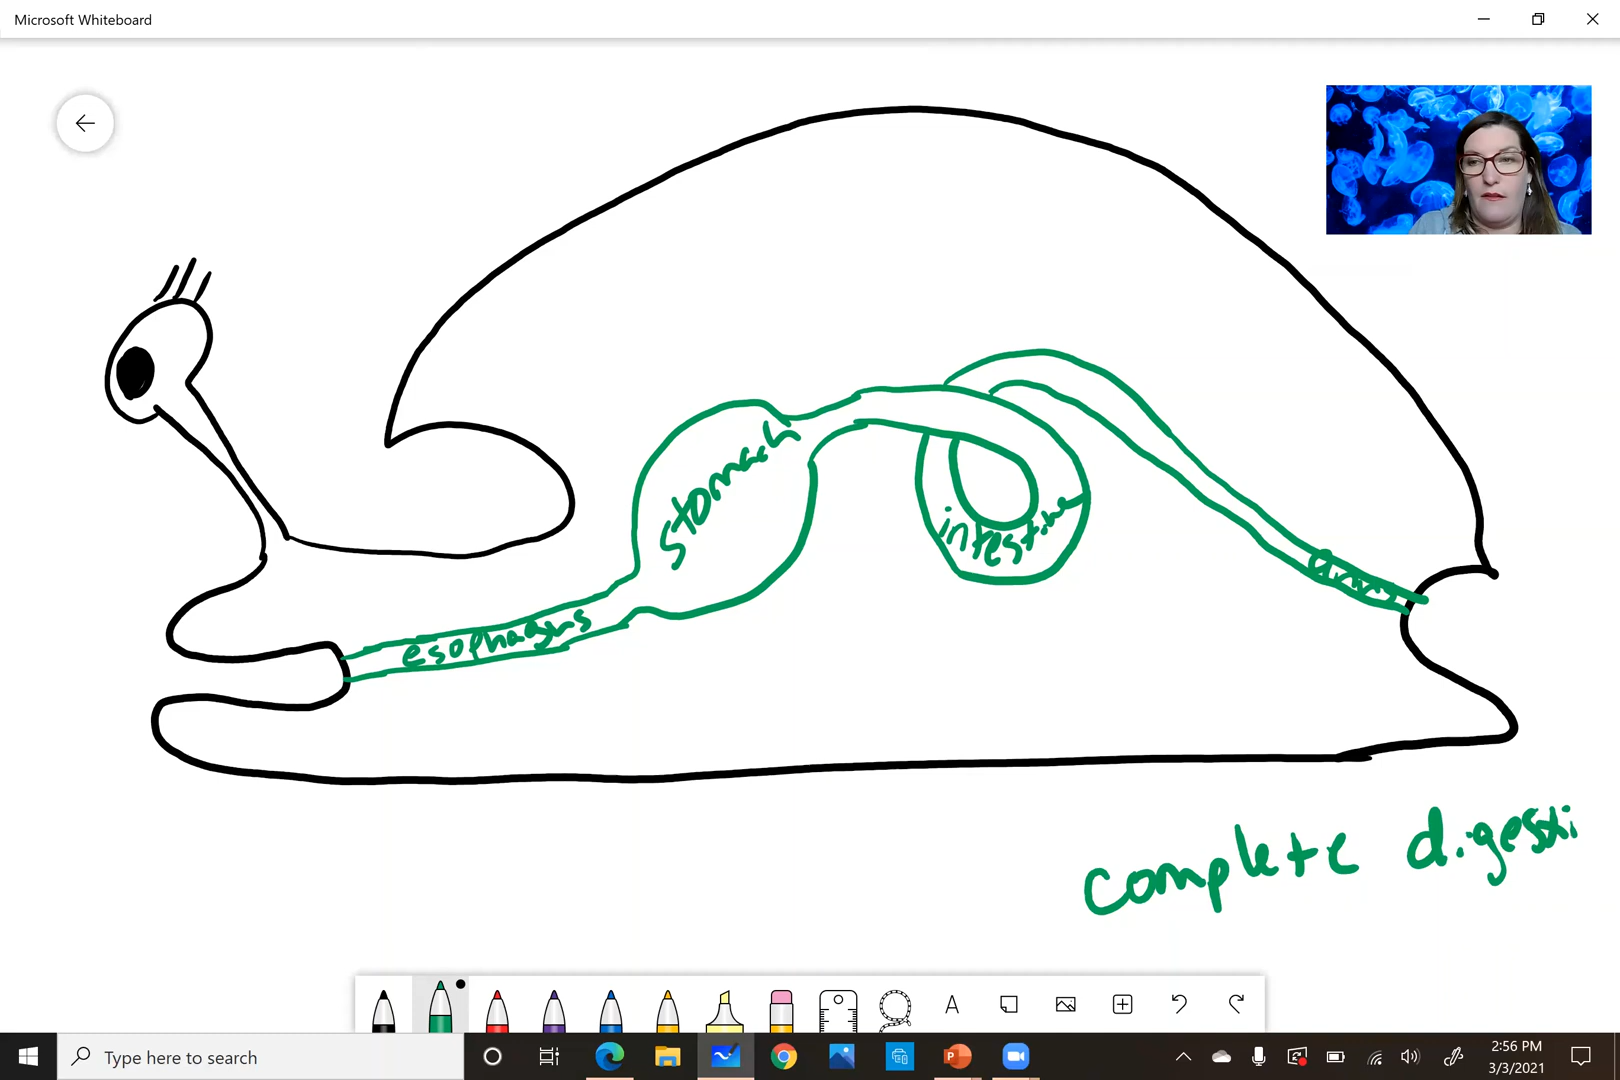 Microsoft Whiteboard
stomach
intestine
esophagus
anus
complete digesti
A
Type here to search
2:56 PM
3/3/2021